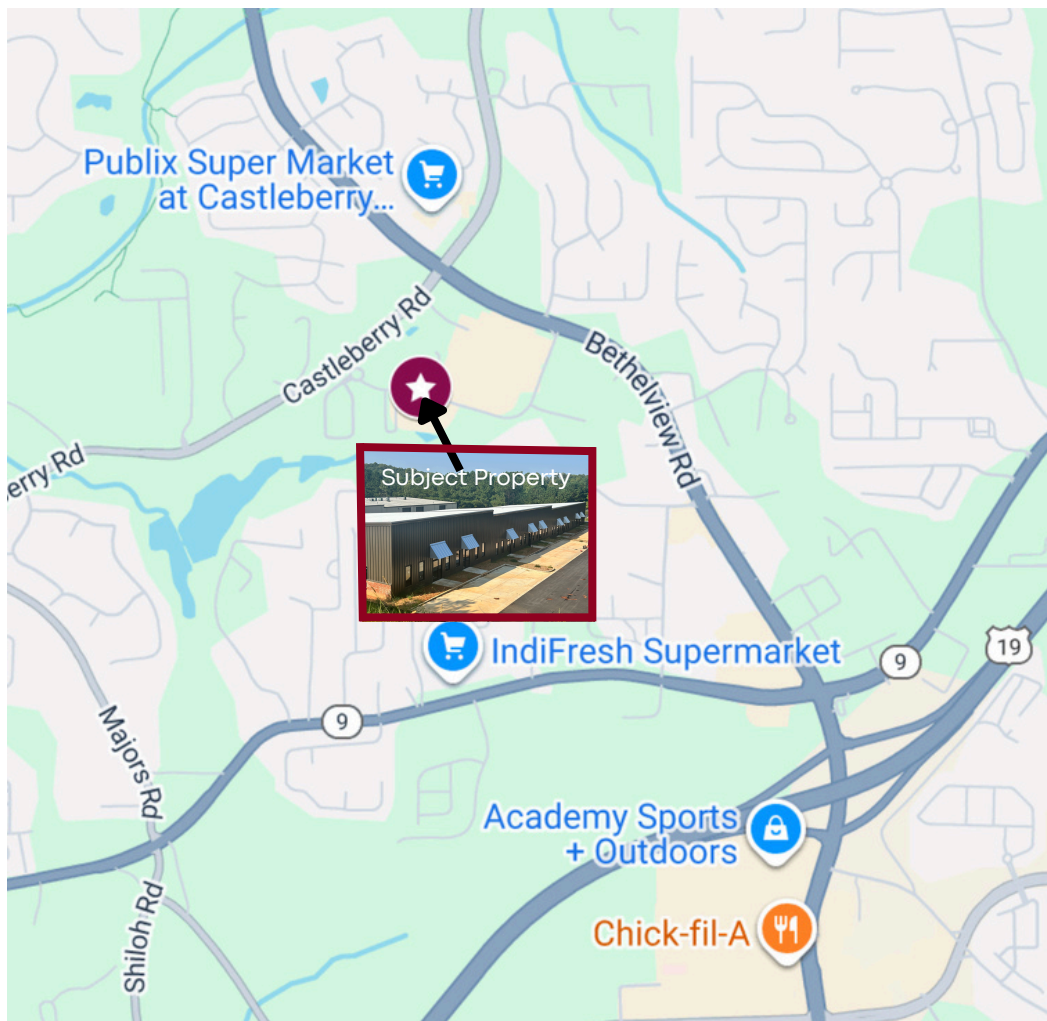 Publix Super Market
at Castleberry...
Castleberry Rd
Bethelview Rd
erry Rd
Subject Property
IndiFresh Supermarket
9
19
9
Majors Rd
Academy Sports
+ Outdoors
Shiloh Rd
Chick-fil-A